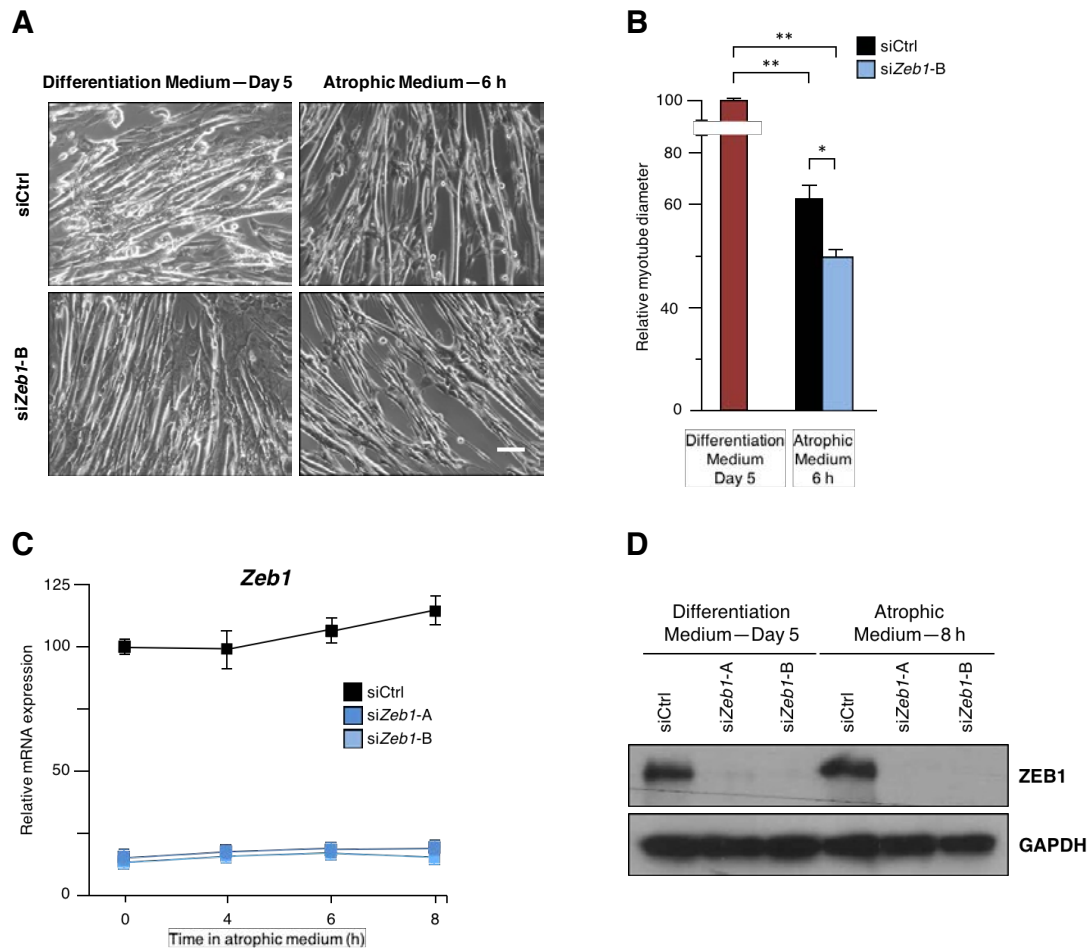 A
Differentiation Medium—Day 5
Atrophic Medium—6 h
siCtrl
siZeb1-B
B
**
**
*
siCtrl
siZeb1-B
Relative myotube diameter
100
80
60
40
0
Differentiation
Medium
Day 5
Atrophic
Medium
6 h
C
Zeb1
Relative mRNA expression
125
100
50
0
siCtrl
siZeb1-A
siZeb1-B
0 4 6 8
Time in atrophic medium (h)
D
Differentiation
Medium—Day 5
Atrophic
Medium—8 h
siCtrl
siZeb1-A
siZeb1-B
siCtrl
siZeb1-A
siZeb1-B
ZEB1
GAPDH